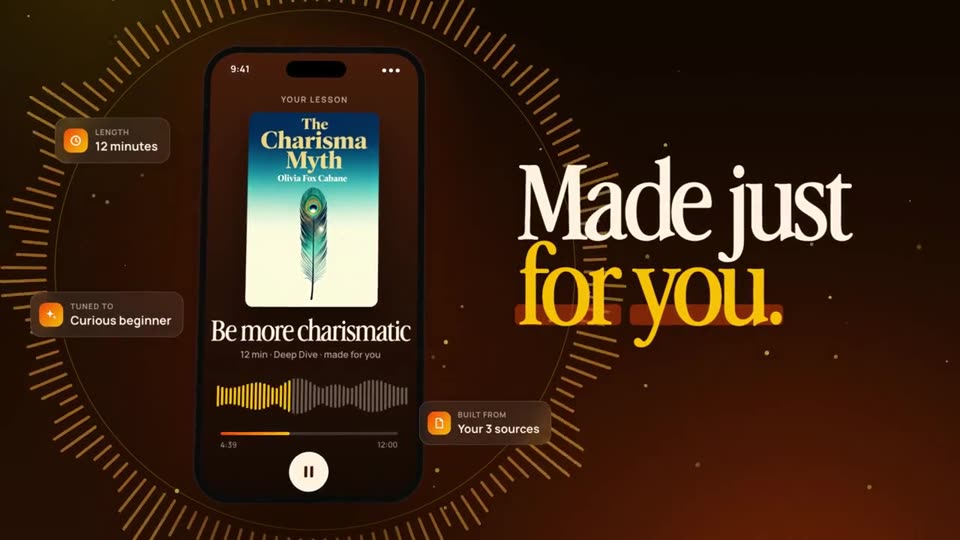 9:41
YOUR LESSON
The
Charisma
Myth
Olivia Fox Cabane
Be more charismatic
12 min · Deep Dive · made for you
4:39
12:00
LENGTH
12 minutes
TUNED TO
Curious beginner
BUILT FROM
Your 3 sources
Made just
for you.